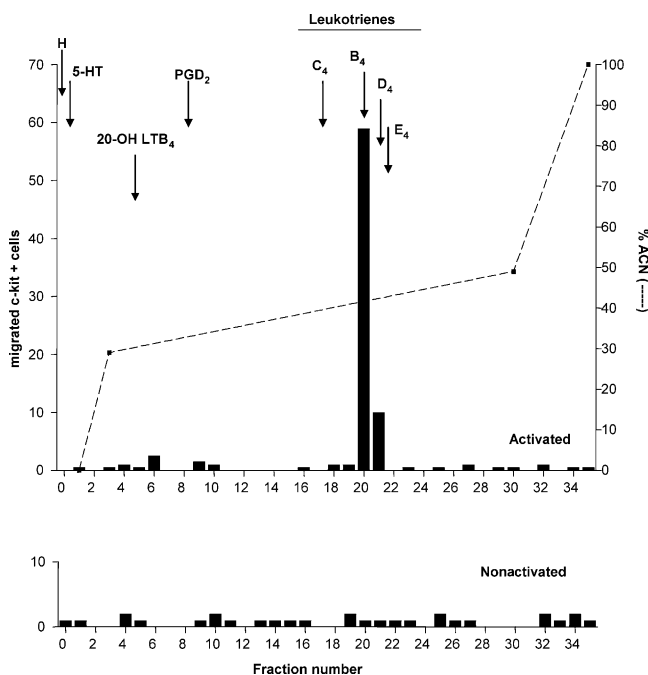 Leukotrienes
H
5-HT
PGD2
C4
B4
D4
E4
20-OH LTB4
70
60
50
40
30
20
10
0
migrated c-kit + cells
100
90
80
70
60
50
40
30
20
10
0
% ACN (-----)
Activated
0 2 4 6 8 10 12 14 16 18 20 22 24 26 28 30 32 34
10
0
Nonactivated
0 2 4 6 8 10 12 14 16 18 20 22 24 26 28 30 32 34
Fraction number